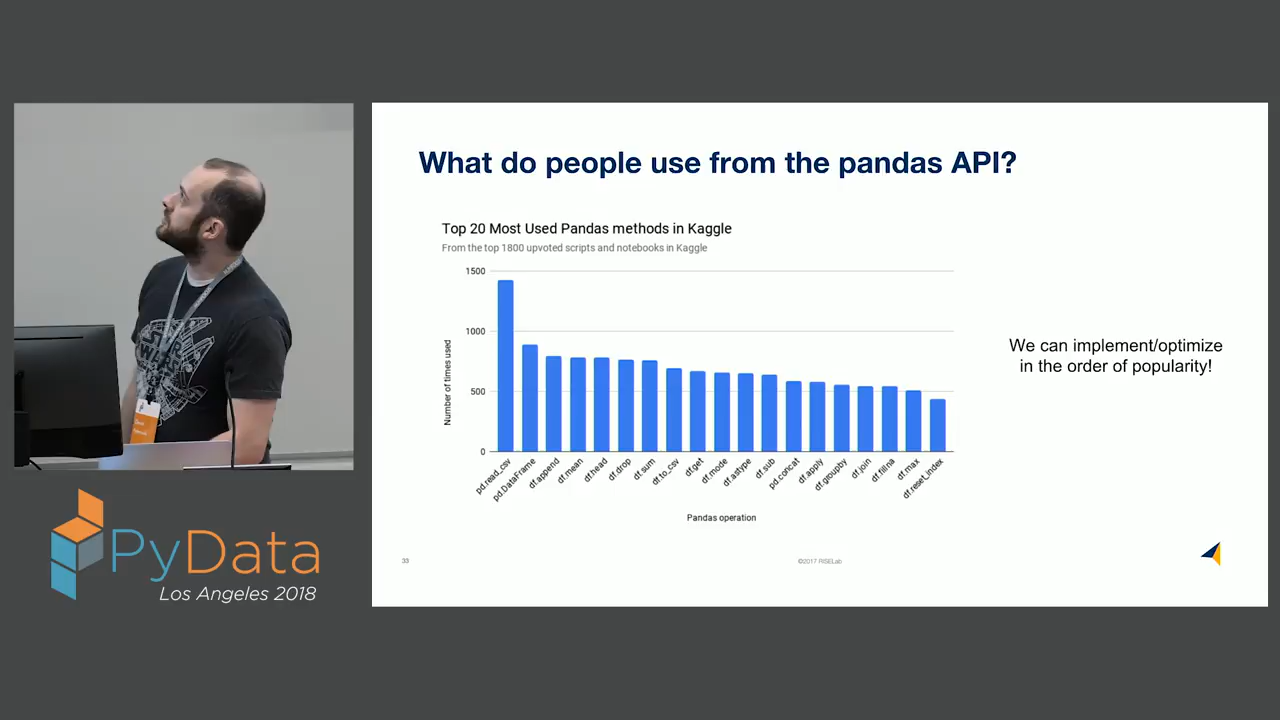 What do people use from the pandas API?
Top 20 Most Used Pandas methods in Kaggle
From the top 1800 upvoted scripts and notebooks in Kaggle
1500
1000
500
0
Number of times used
pd.read_csv
pd.DataFrame
df.append
df.mean
df.head
df.drop
df.sum
df.to_csv
df.get
df.mode
df.astype
df.sub
pd.concat
df.apply
df.groupby
df.join
df.fillna
df.max
df.reset_index
Pandas operation
We can implement/optimize
in the order of popularity!
33
©2017 RISELab
STAR
WARS
PyData
Los Angeles 2018